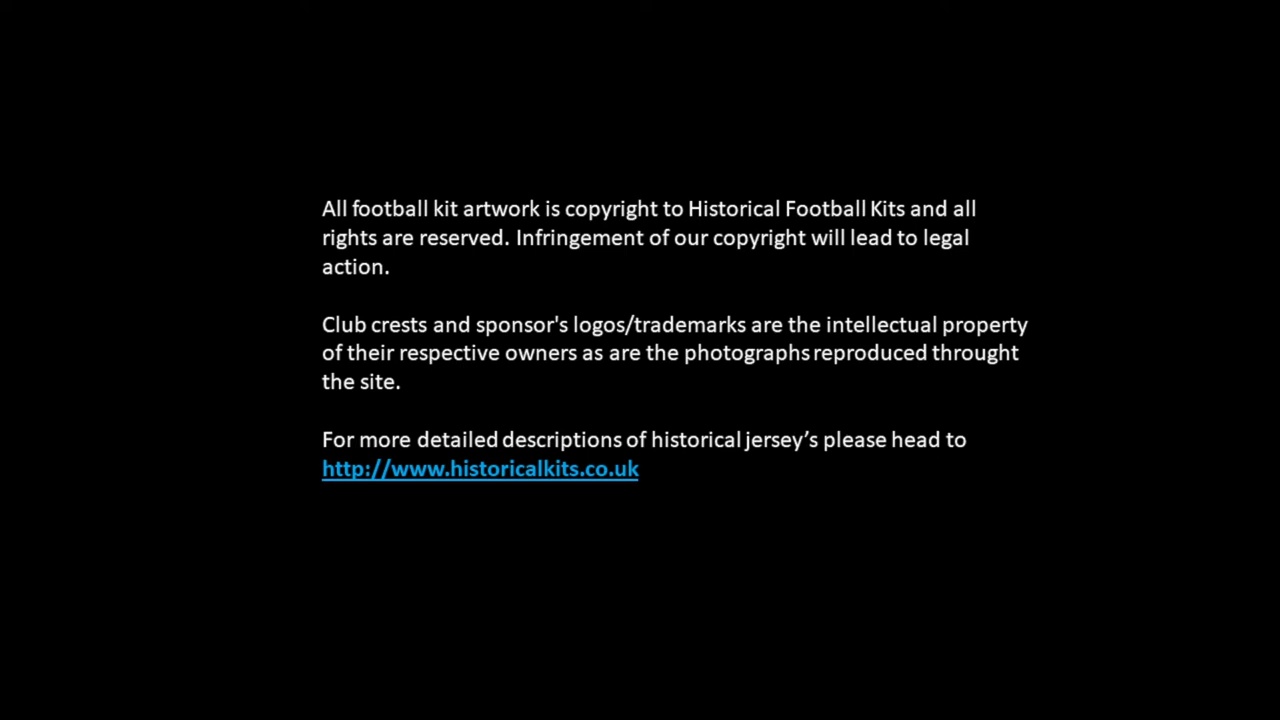 All football kit artwork is copyright to Historical Football Kits and all
rights are reserved. Infringement of our copyright will lead to legal
action.
Club crests and sponsor's logos/trademarks are the intellectual property
of their respective owners as are the photographs reproduced throught
the site.
For more detailed descriptions of historical jersey’s please head to
http://www.historicalkits.co.uk